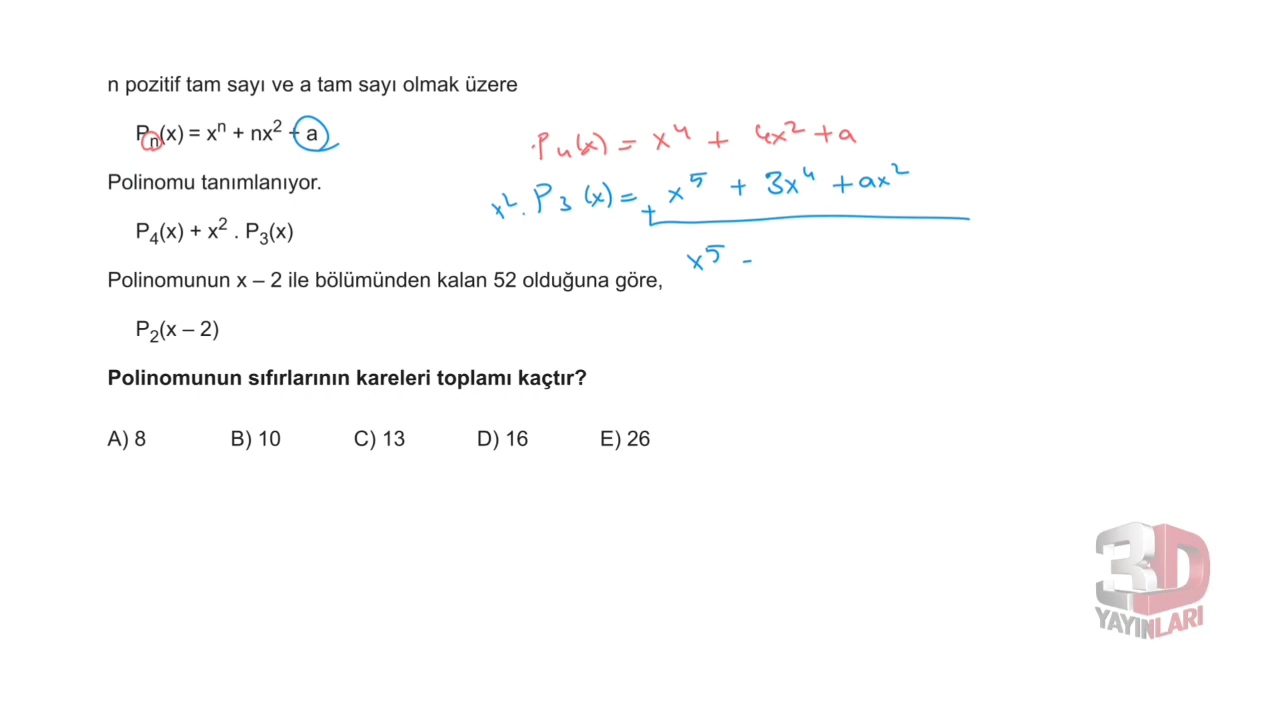 n pozitif tam sayı ve a tam sayı olmak üzere
Pn(x) = xⁿ + nx² + a
Polinomu tanımlanıyor.
P₄(x) + x² . P₃(x)
Polinomunun x – 2 ile bölümünden kalan 52 olduğuna göre,
P₂(x – 2)
Polinomunun sıfırlarının kareleri toplamı kaçtır?
A) 8 B) 10 C) 13 D) 16 E) 26
P₄(x) = x⁴ + 4x² + a
x² . P₃(x) = x⁵ + 3x⁴ + ax²
+
x⁵ -
3D
YAYINLARI